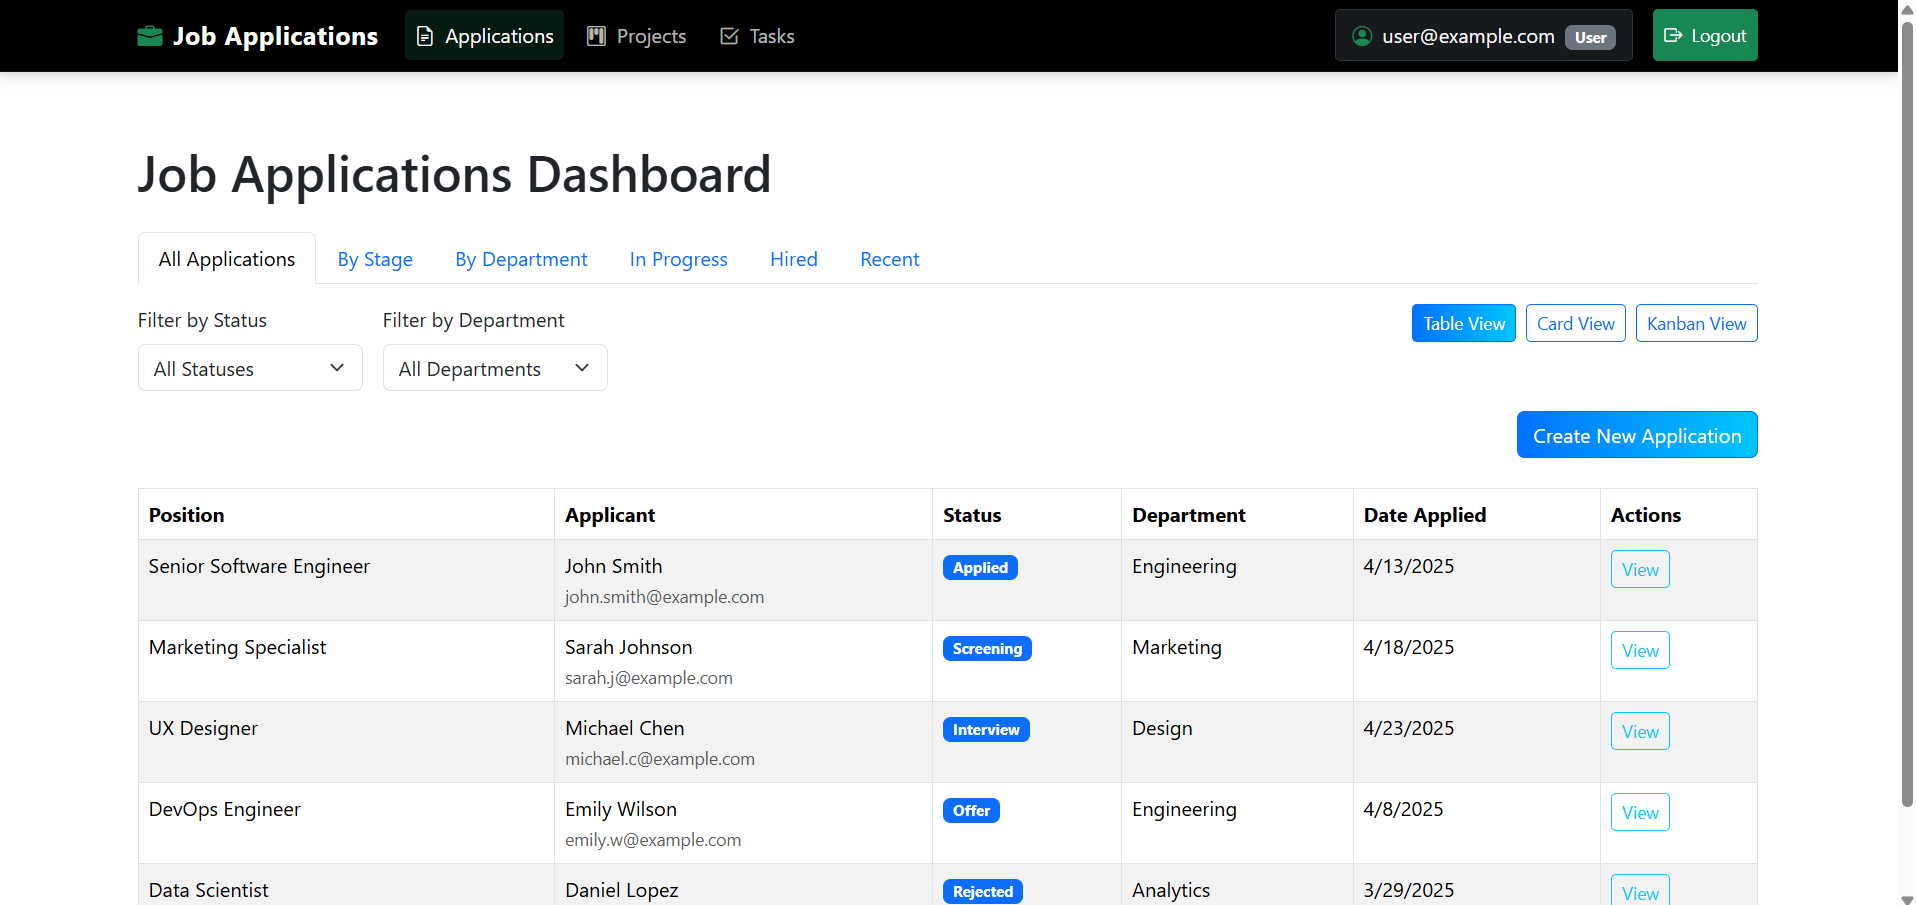 Job Applications Applications Projects Tasks user@example.com User Logout
Job Applications Dashboard
All Applications By Stage By Department In Progress Hired Recent
Filter by Status Filter by Department Table View Card View Kanban View
All Statuses All Departments
Create New Application
Position Applicant Status Department Date Applied Actions
Senior Software Engineer John Smith Applied Engineering 4/13/2025 View
john.smith@example.com
Marketing Specialist Sarah Johnson Screening Marketing 4/18/2025 View
sarah.j@example.com
UX Designer Michael Chen Interview Design 4/23/2025 View
michael.c@example.com
DevOps Engineer Emily Wilson Offer Engineering 4/8/2025 View
emily.w@example.com
Data Scientist Daniel Lopez Rejected Analytics 3/29/2025 View